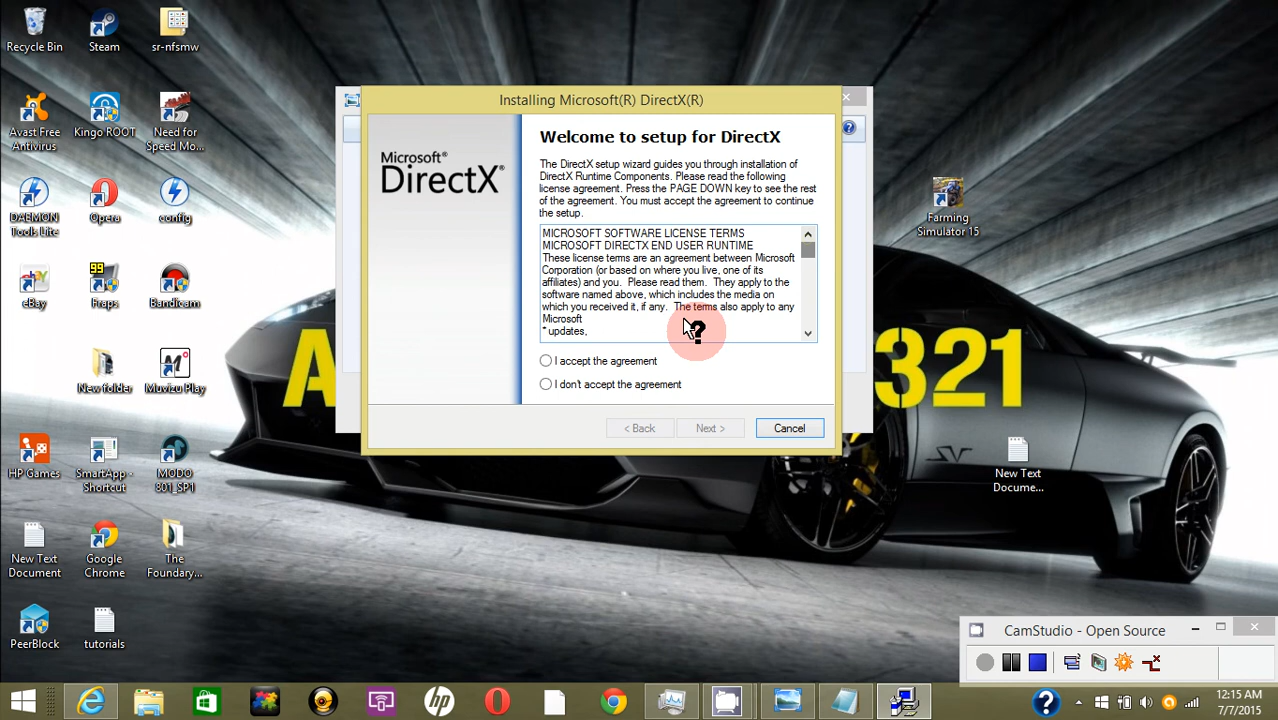 Recycle Bin
Steam
sr-nfsmw
Avast Free
Antivirus
Kingo ROOT
Need for
Speed Mo...
DAEMON
Tools Lite
Opera
config
eBay
99
Fraps
Bandicam
New folder
Muvizu Play
HP Games
SmartApp -
Shortcut
MODO
801_SP1
New Text
Document
Google
Chrome
The
Foundary...
PeerBlock
tutorials
Installing Microsoft(R) DirectX(R)
Microsoft®
DirectX®
Welcome to setup for DirectX
The DirectX setup wizard guides you through installation of
DirectX Runtime Components. Please read the following
license agreement. Press the PAGE DOWN key to see the rest
of the agreement. You must accept the agreement to continue
the setup.
MICROSOFT SOFTWARE LICENSE TERMS
MICROSOFT DIRECTX END USER RUNTIME
These license terms are an agreement between Microsoft
Corporation (or based on where you live, one of its
affiliates) and you. Please read them. They apply to the
software named above, which includes the media on
which you received it, if any. The terms also apply to any
Microsoft
* updates,
I accept the agreement
I don't accept the agreement
< Back
Next >
Cancel
Farming
Simulator 15
A
321
SV
New Text
Docume...
CamStudio - Open Source
hp
12:15 AM
7/7/2015